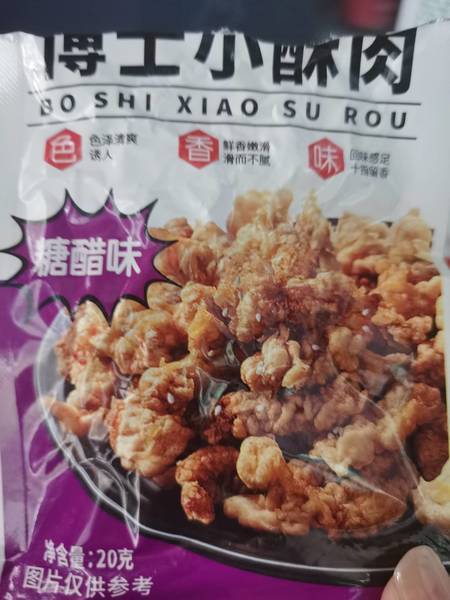 博士小酥肉
BO SHI XIAO SU ROU
色
色泽清爽
诱人
香
鲜香嫩滑
滑而不腻
味
回味感足
十指留香
糖醋味
净含量:20克
图片仅供参考